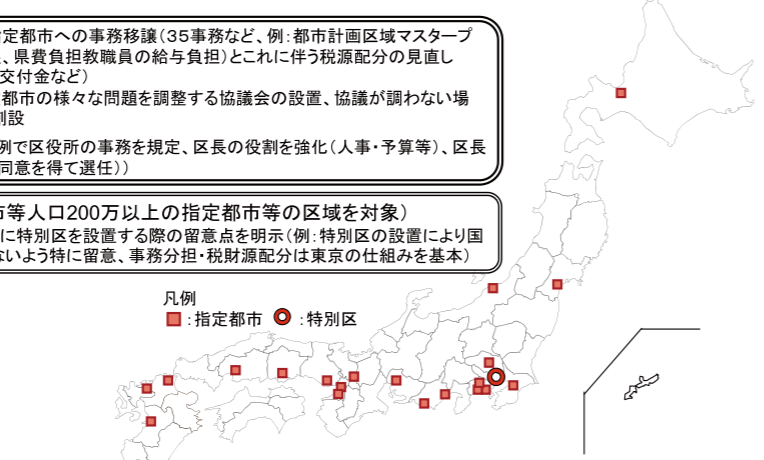 定都市への事務移譲（35事務など、例：都市計画区域マスタープ
、県費負担教職員の給与負担）とこれに伴う税源配分の見直し
交付金など）
都市の様々な問題を調整する協議会の設置、協議が調わない場
設
例で区役所の事務を規定、区長の役割を強化（人事・予算等）、区長
同意を得て選任））
市等人口200万以上の指定都市等の区域を対象）
に特別区を設置する際の留意点を明示（例：特別区の設置により国
ないよう特に留意、事務分担・税財源配分は東京の仕組みを基本）
凡例
：指定都市 ：特別区